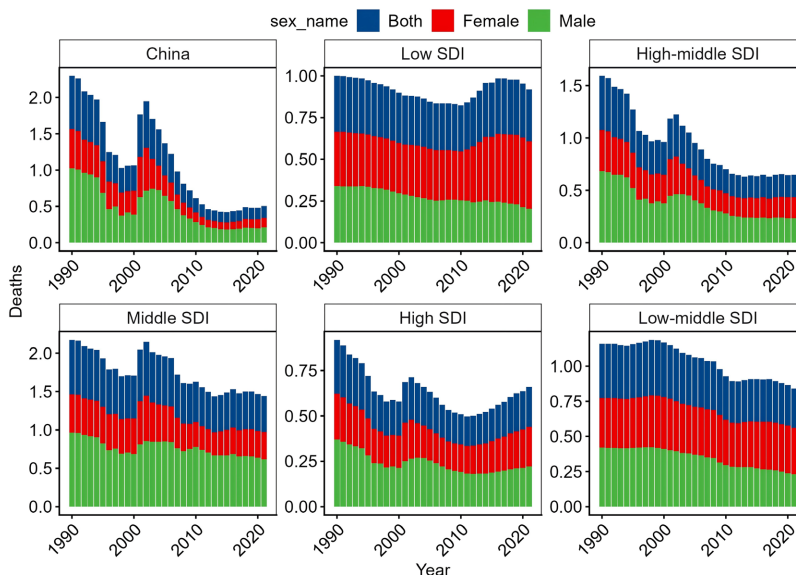 sex_name Both Female Male
China Low SDI High-middle SDI
2.0 1.00 1.5
1.5 0.75 1.0
1.0 0.50 0.5
0.5 0.25
0.0 0.00 0.0
1990 2000 2010 2020 1990 2000 2010 2020 1990 2000 2010 2020
Deaths
Middle SDI High SDI Low-middle SDI
2.0 0.75 1.00
1.5 0.50 0.75
1.0 0.50
0.5 0.25 0.25
0.0 0.00 0.00
1990 2000 2010 2020 1990 2000 2010 2020 1990 2000 2010 2020
Year